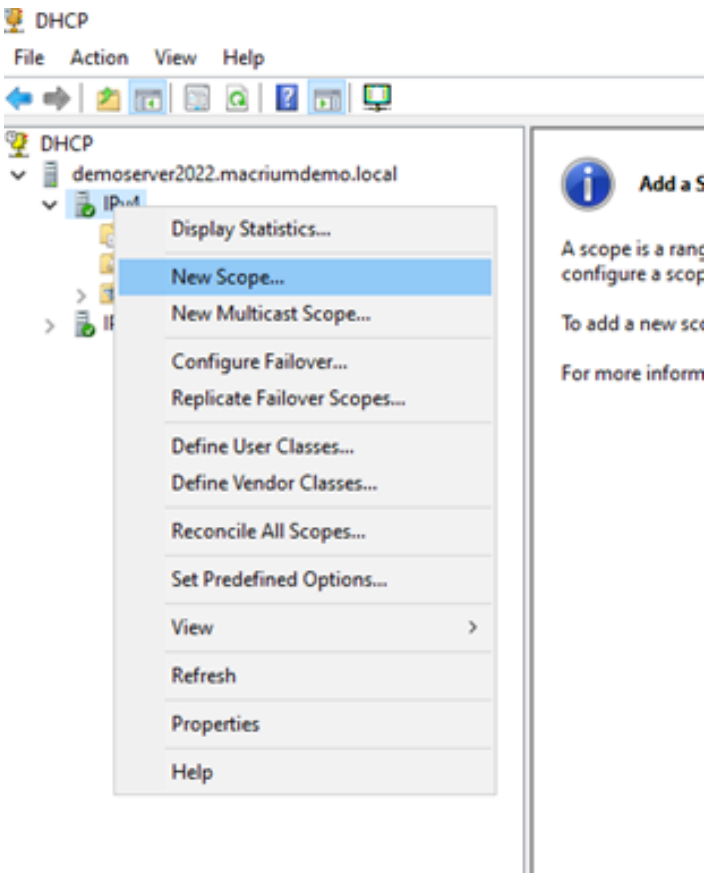 DHCP
File Action View Help
DHCP
demoserver2022.macriumdemo.local
IPv4
Display Statistics...
New Scope...
New Multicast Scope...
Configure Failover...
Replicate Failover Scopes...
Define User Classes...
Define Vendor Classes...
Reconcile All Scopes...
Set Predefined Options...
View
Refresh
Properties
Help
Add a S
A scope is a rang
configure a scop
To add a new sco
For more inform